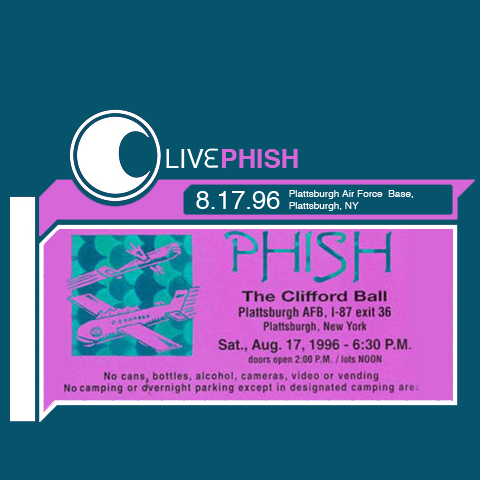 LIVEPHISH
8.17.96
Plattsburgh Air Force Base,
Plattsburgh, NY
PHISH
The Clifford Ball
Plattsburgh AFB, I-87 exit 36
Plattsburgh, New York
Sat., Aug. 17, 1996 - 6:30 P.M.
doors open 2:00 P.M. / lots NOON
No cans, bottles, alcohol, cameras, video or vending
No camping or overnight parking except in designated camping area